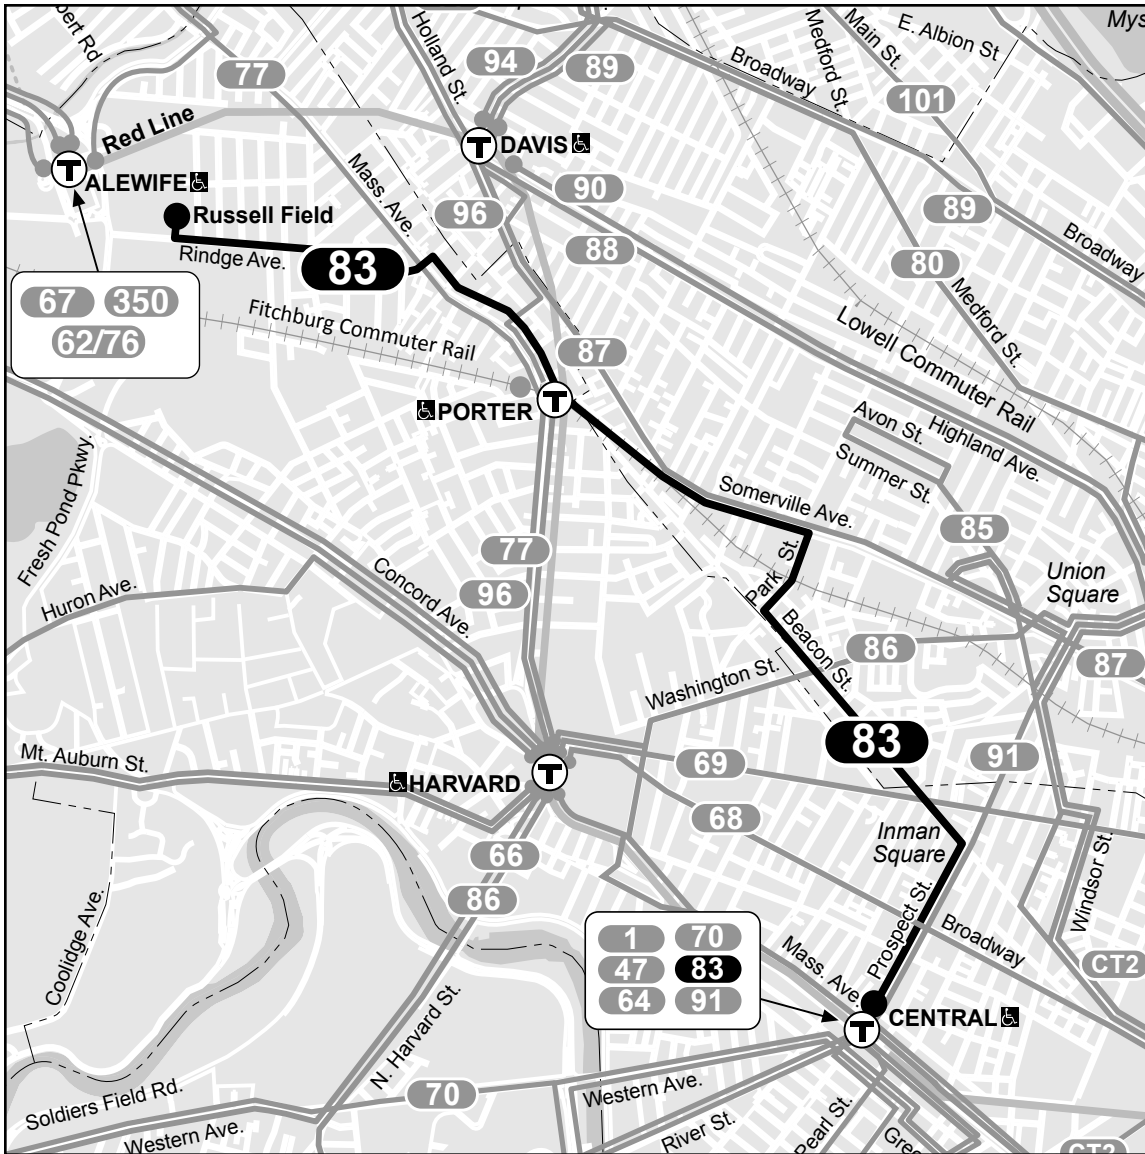 Mys
E. Albion St
Main St.
Medford St.
Broadway
bert Rd
Holland St.
77
94
89
101
Red Line
T
DAVIS
T
ALEWIFE
Mass. Ave.
90
96
89
Russell Field
Broadway
88
80
Rindge Ave.
83
Medford St.
67 350
62/76
Fitchburg Commuter Rail
Lowell Commuter Rail
87
T
PORTER
Avon St.
Highland Ave.
Summer St.
Fresh Pond Pkwy.
Somerville Ave.
85
77
Park St.
Union
Square
Concord Ave.
Huron Ave.
96
Beacon St.
86
87
Washington St.
83
91
Mt. Auburn St.
69
T
HARVARD
68
Inman
Square
66
Windsor St.
86
Prospect St.
Broadway
Coolidge Ave.
1 70
47 83
64 91
Mass. Ave.
CT2
CENTRAL
T
N. Harvard St.
Soldiers Field Rd.
70
Western Ave.
Western Ave.
River St.
Pearl St.
Gree
CT2